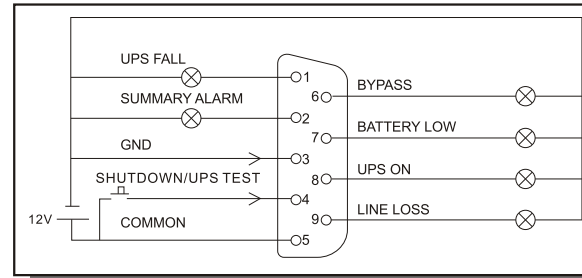 UPS FALL
1
BYPASS
6
SUMMARY ALARM
2
BATTERY LOW
7
GND
3
UPS ON
8
SHUTDOWN/UPS TEST
4
LINE LOSS
9
12V
COMMON
5